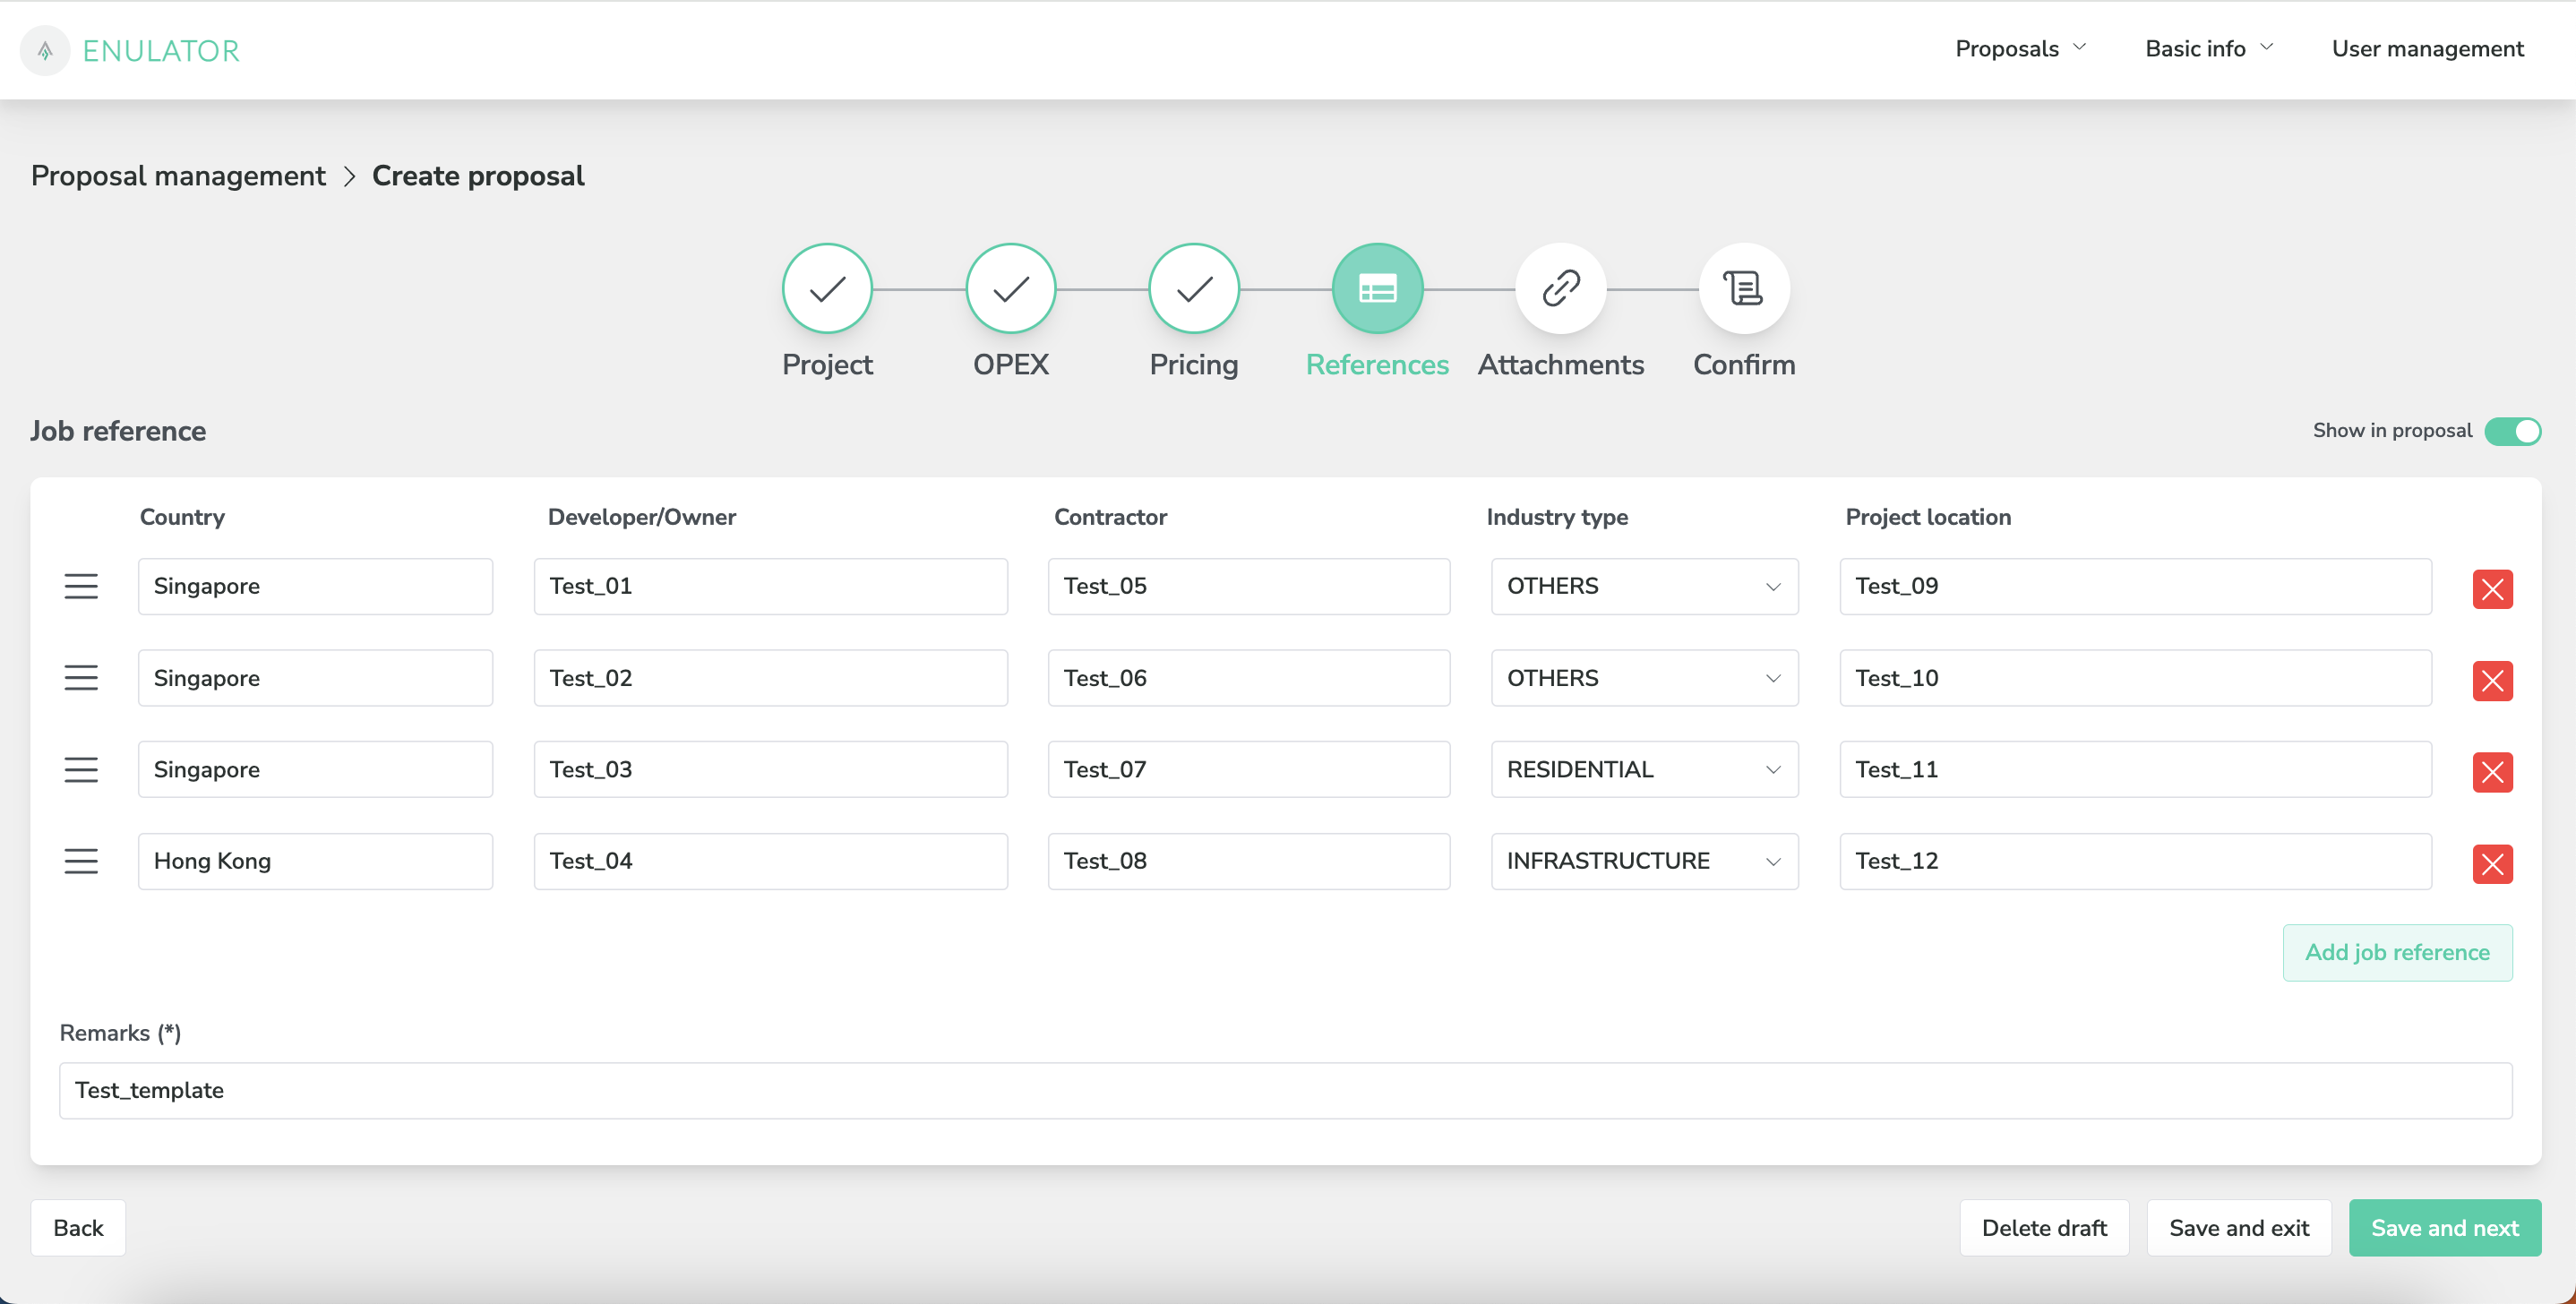 ENULATOR
Proposals Basic info User management
Proposal management > Create proposal
Project OPEX Pricing References Attachments Confirm
Job reference Show in proposal
Country Developer/Owner Contractor Industry type Project location
Singapore Test_01 Test_05 OTHERS Test_09
Singapore Test_02 Test_06 OTHERS Test_10
Singapore Test_03 Test_07 RESIDENTIAL Test_11
Hong Kong Test_04 Test_08 INFRASTRUCTURE Test_12
Add job reference
Remarks (*)
Test_template
Back Delete draft Save and exit Save and next